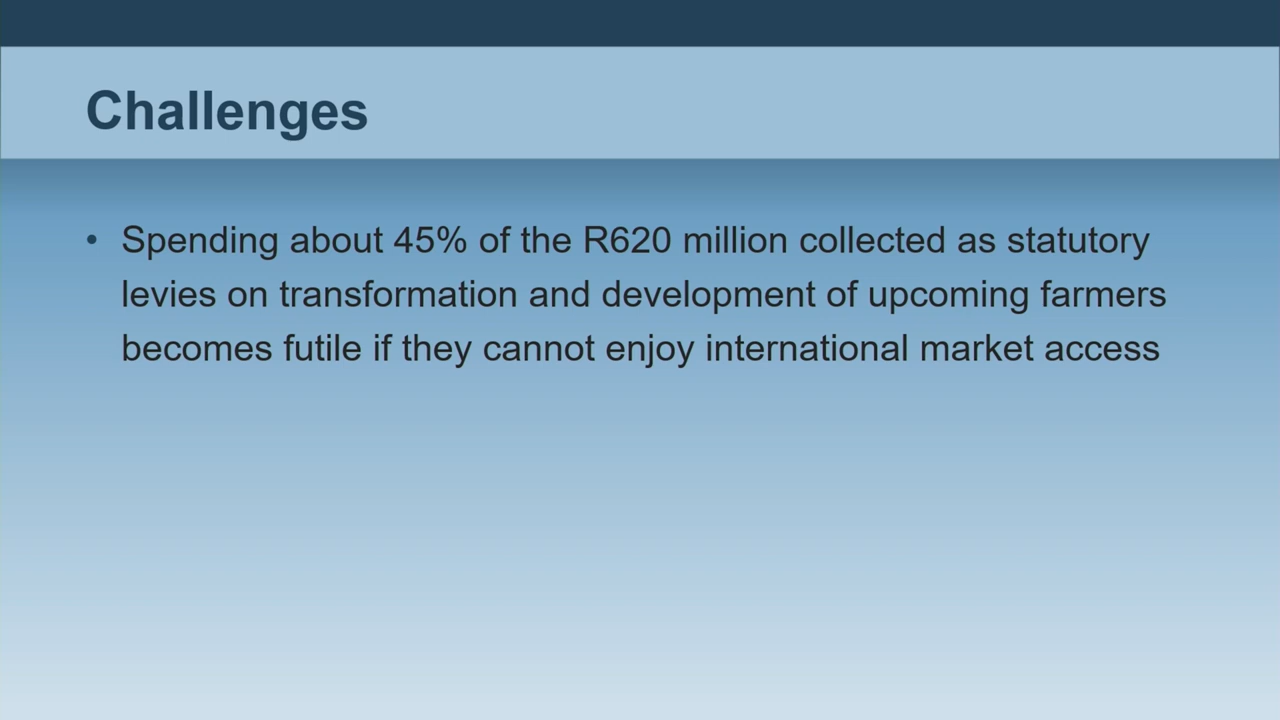 Challenges
• Spending about 45% of the R620 million collected as statutory
levies on transformation and development of upcoming farmers
becomes futile if they cannot enjoy international market access